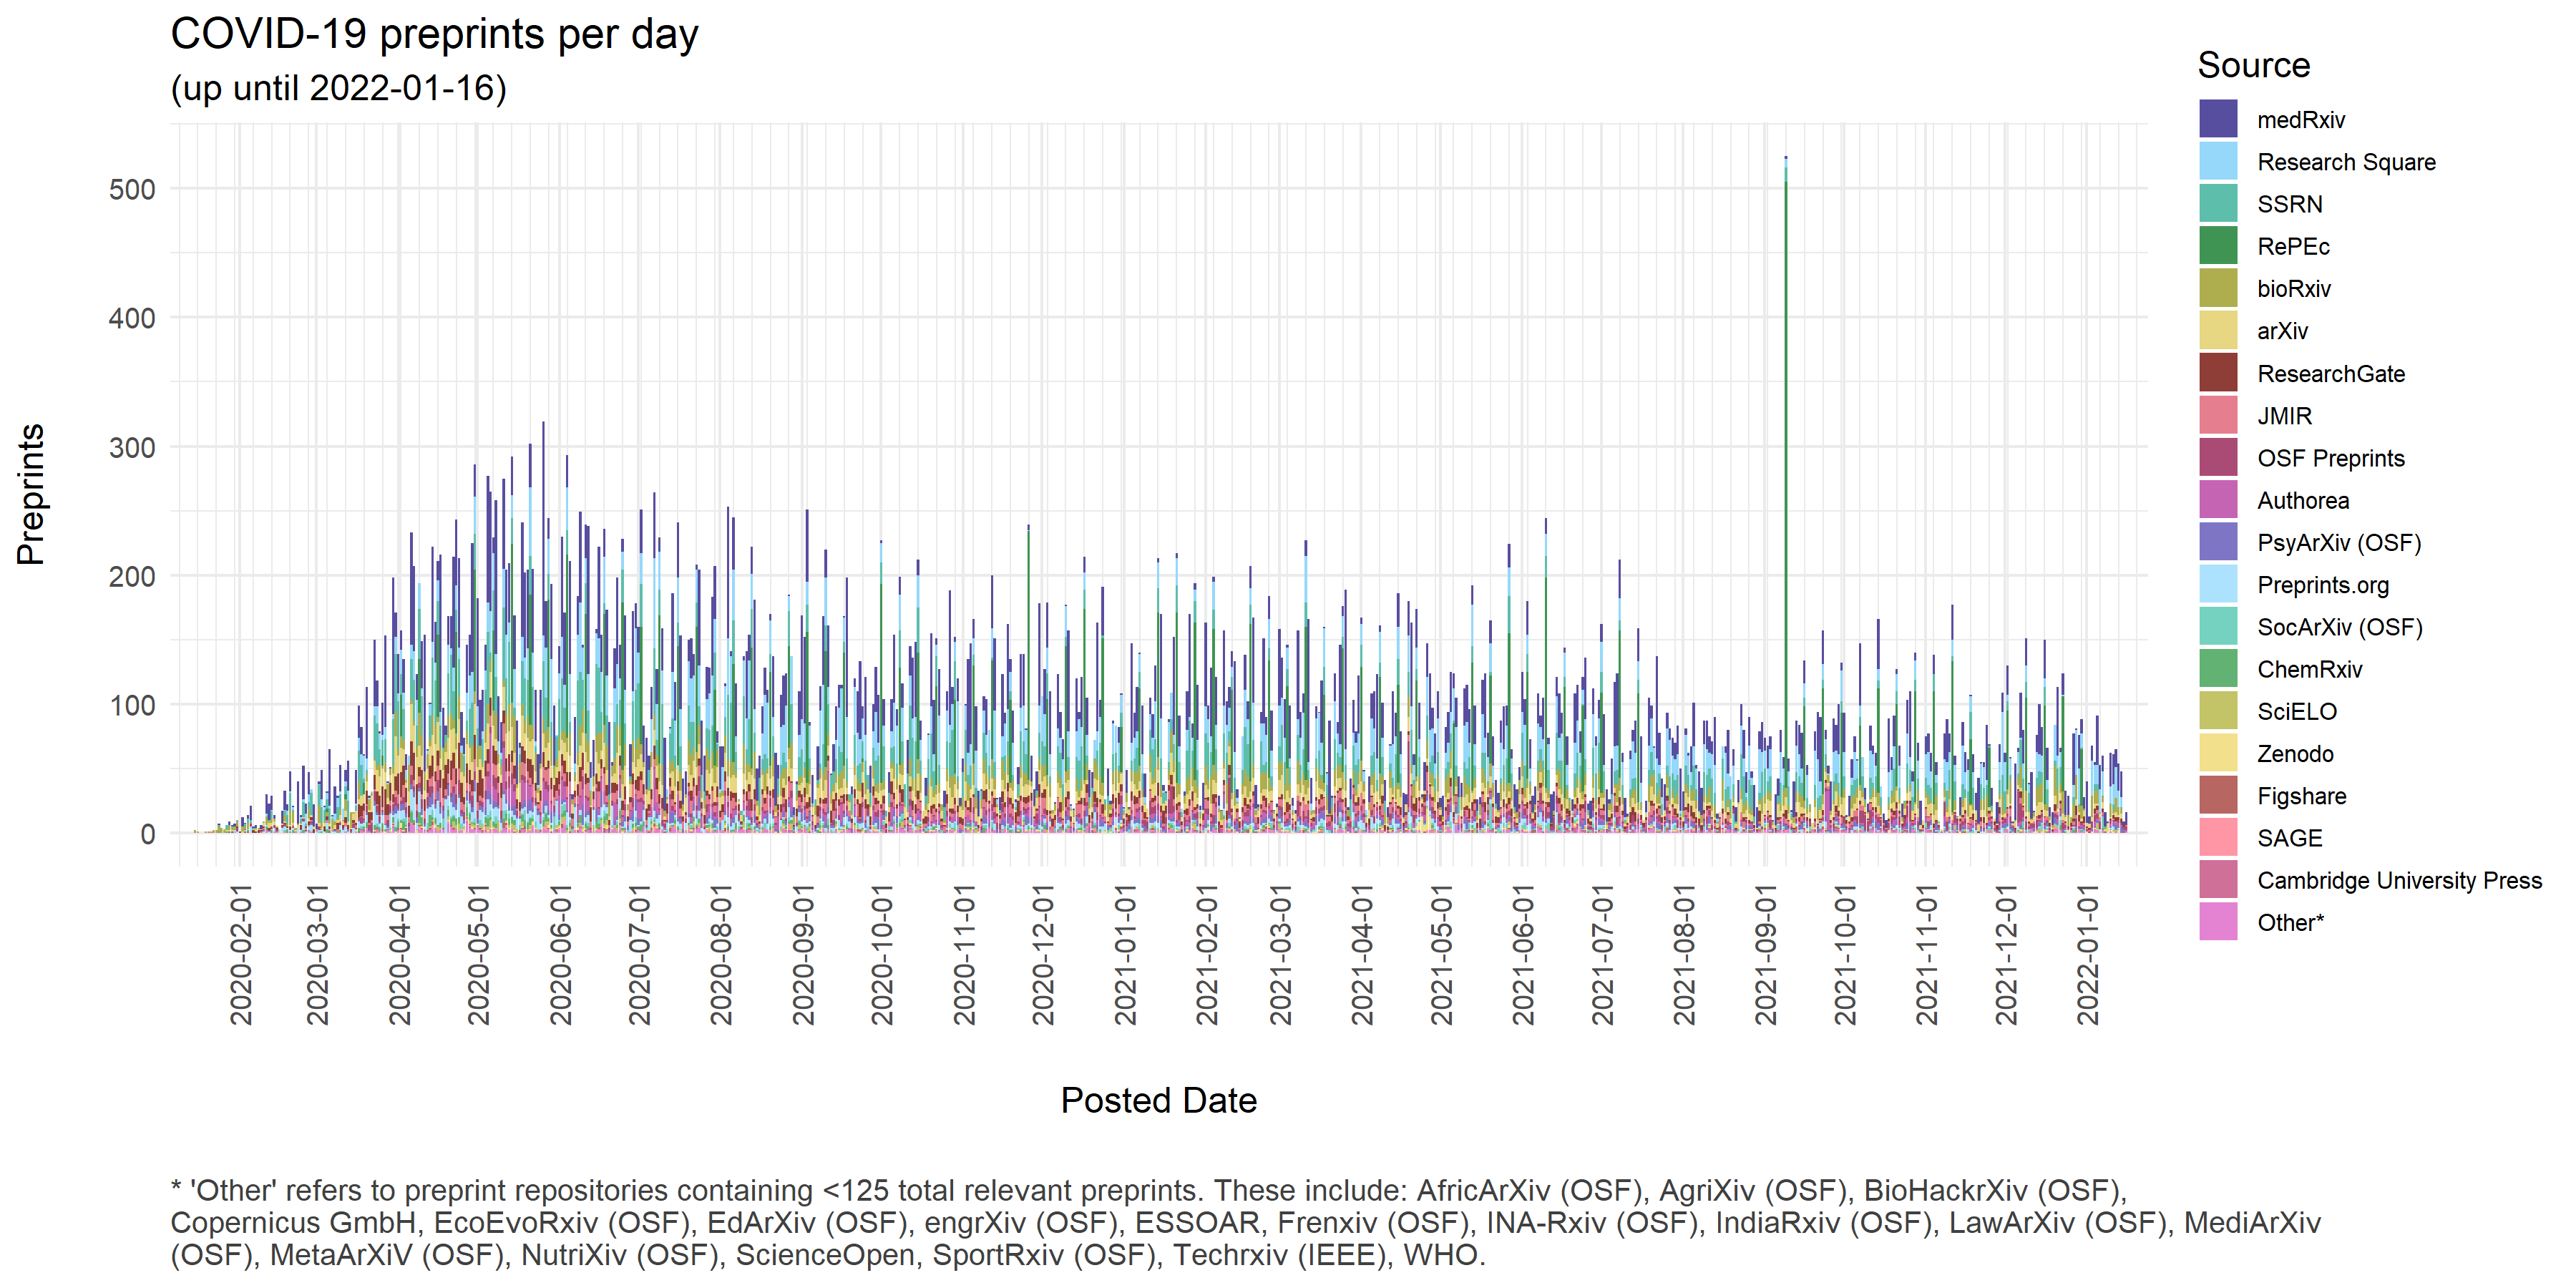 COVID-19 preprints per day
(up until 2022-01-16)
Preprints
500
400
300
200
100
0
2020-02-01
2020-03-01
2020-04-01
2020-05-01
2020-06-01
2020-07-01
2020-08-01
2020-09-01
2020-10-01
2020-11-01
2020-12-01
2021-01-01
2021-02-01
2021-03-01
2021-04-01
2021-05-01
2021-06-01
2021-07-01
2021-08-01
2021-09-01
2021-10-01
2021-11-01
2021-12-01
2022-01-01
Posted Date
Source
medRxiv
Research Square
SSRN
RePEc
bioRxiv
arXiv
ResearchGate
JMIR
OSF Preprints
Authorea
PsyArXiv (OSF)
Preprints.org
SocArXiv (OSF)
ChemRxiv
SciELO
Zenodo
Figshare
SAGE
Cambridge University Press
Other*
* 'Other' refers to preprint repositories containing <125 total relevant preprints. These include: AfricArXiv (OSF), AgriXiv (OSF), BioHackrXiv (OSF),
Copernicus GmbH, EcoEvoRxiv (OSF), EdArXiv (OSF), engrXiv (OSF), ESSOAR, Frenxiv (OSF), INA-Rxiv (OSF), IndiaRxiv (OSF), LawArXiv (OSF), MediArXiv
(OSF), MetaArXiV (OSF), NutriXiv (OSF), ScienceOpen, SportRxiv (OSF), Techrxiv (IEEE), WHO.